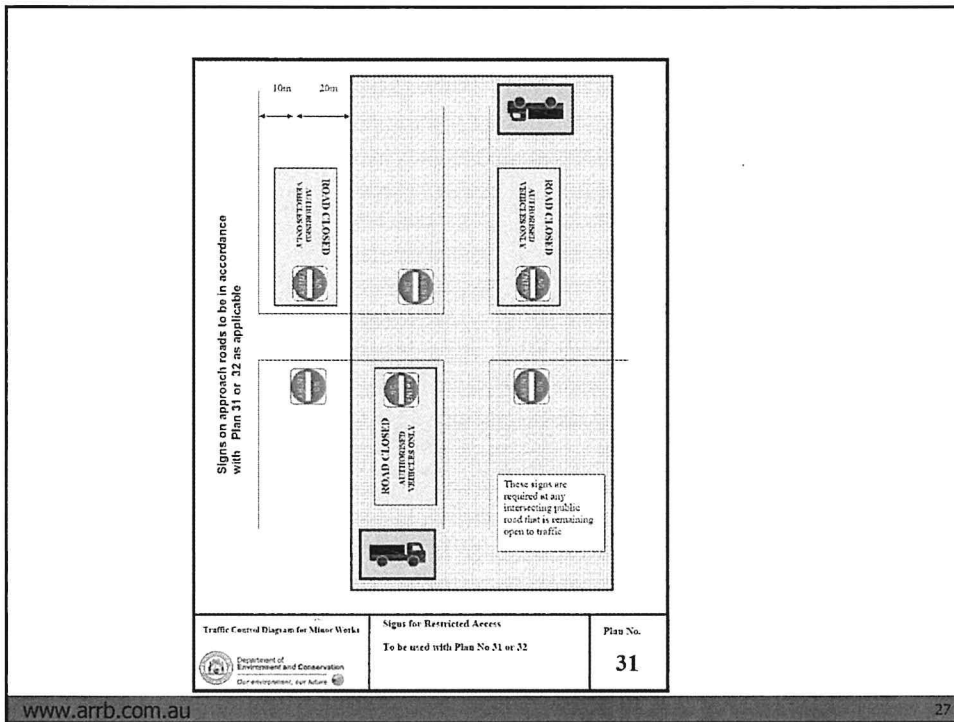 10m 20m
ROAD CLOSED
AUTHORISED
VEHICLES ONLY
ROAD CLOSED
AUTHORISED
VEHICLES ONLY
Signs on approach roads to be in accordance
with Plan 31 or 32 as applicable
ROAD CLOSED
AUTHORISED
VEHICLES ONLY
These signs are
required at any
intersecting public
road that is remaining
open to traffic
Traffic Control Diagram for Minor Works
Department of
Environment and Conservation
Our environment, our future
Signs for Restricted Access
To be used with Plan No 31 or 32
Plan No.
31
www.arrb.com.au
27